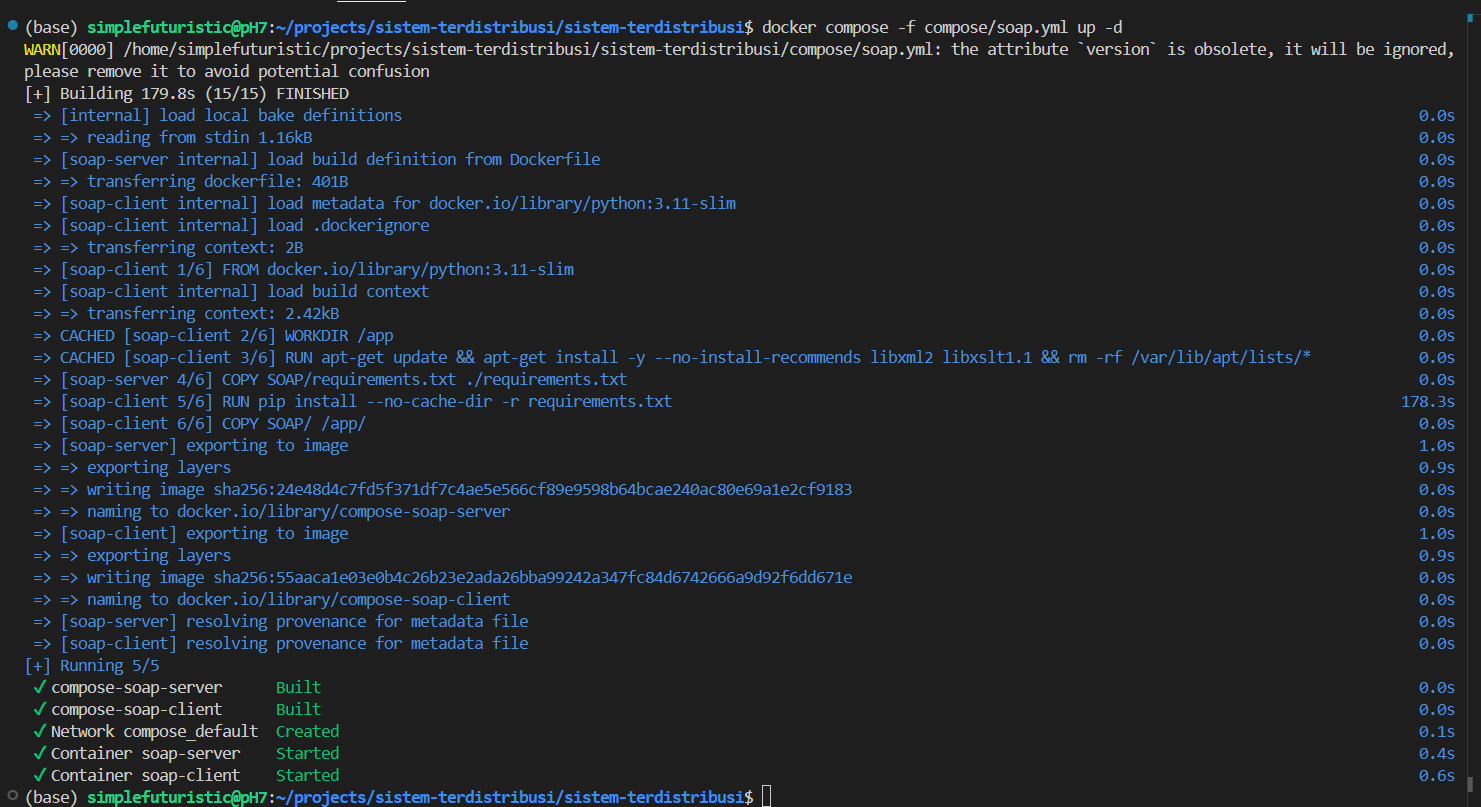 (base) simplefuturistic@pH7:~/projects/sistem-terdistribusi/sistem-terdistribusi$ docker compose -f compose/soap.yml up -d
WARN[0000] /home/simplefuturistic/projects/sistem-terdistribusi/sistem-terdistribusi/compose/soap.yml: the attribute `version` is obsolete, it will be ignored,
please remove it to avoid potential confusion
[+] Building 179.8s (15/15) FINISHED
=> [internal] load local bake definitions 0.0s
=> => reading from stdin 1.16kB 0.0s
=> [soap-server internal] load build definition from Dockerfile 0.0s
=> => transferring dockerfile: 401B 0.0s
=> [soap-client internal] load metadata for docker.io/library/python:3.11-slim 0.0s
=> [soap-client internal] load .dockerignore 0.0s
=> => transferring context: 2B 0.0s
=> [soap-client 1/6] FROM docker.io/library/python:3.11-slim 0.0s
=> [soap-client internal] load build context 0.0s
=> => transferring context: 2.42kB 0.0s
=> CACHED [soap-client 2/6] WORKDIR /app 0.0s
=> CACHED [soap-client 3/6] RUN apt-get update && apt-get install -y --no-install-recommends libxml2 libxslt1.1 && rm -rf /var/lib/apt/lists/* 0.0s
=> [soap-server 4/6] COPY SOAP/requirements.txt ./requirements.txt 0.0s
=> [soap-client 5/6] RUN pip install --no-cache-dir -r requirements.txt 178.3s
=> [soap-client 6/6] COPY SOAP/ /app/ 0.0s
=> [soap-server] exporting to image 1.0s
=> => exporting layers 0.9s
=> => writing image sha256:24e48d4c7fd5f371df7c4ae5e566cf89e9598b64bcae240ac80e69a1e2cf9183 0.0s
=> => naming to docker.io/library/compose-soap-server 0.0s
=> [soap-client] exporting to image 1.0s
=> => exporting layers 0.9s
=> => writing image sha256:55aaca1e03e0b4c26b23e2ada26bba99242a347fc84d6742666a9d92f6dd671e 0.0s
=> => naming to docker.io/library/compose-soap-client 0.0s
=> [soap-server] resolving provenance for metadata file 0.0s
=> [soap-client] resolving provenance for metadata file 0.0s
[+] Running 5/5
✔ compose-soap-server Built 0.0s
✔ compose-soap-client Built 0.0s
✔ Network compose_default Created 0.1s
✔ Container soap-server Started 0.4s
✔ Container soap-client Started 0.6s
(base) simplefuturistic@pH7:~/projects/sistem-terdistribusi/sistem-terdistribusi$